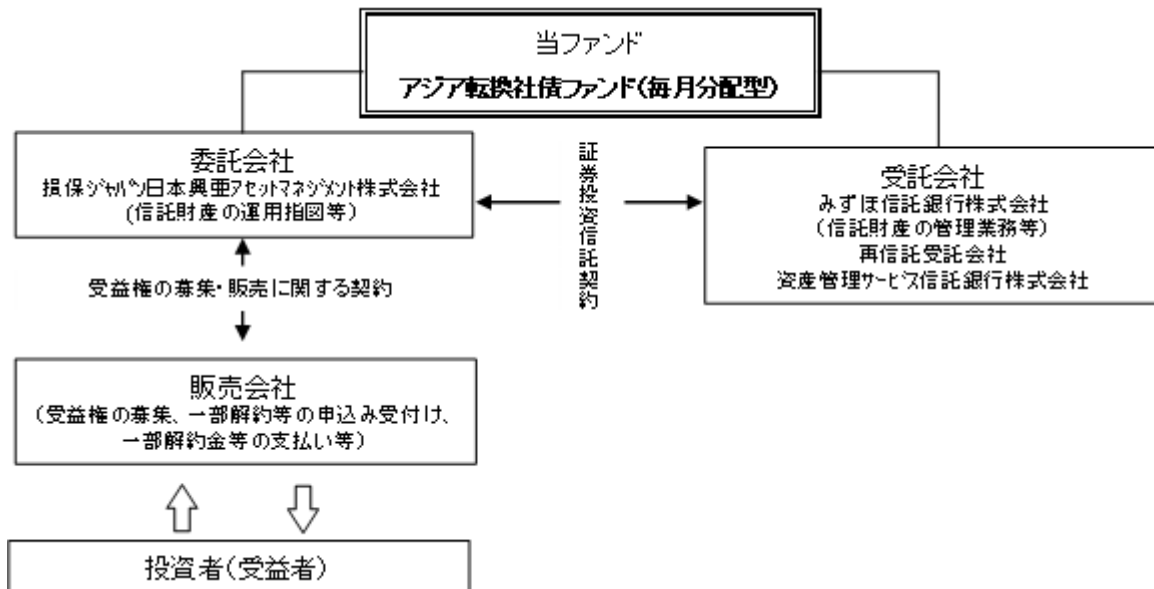 当ファンド
アジア転換社債ファンド(毎月分配型)
委託会社
損保ジャパン日本興亜アセットマネジメント株式会社
(信託財産の運用指図等)
証券投資信託契約
受託会社
みずほ信託銀行株式会社
(信託財産の管理業務等)
再信託受託会社
資産管理サービス信託銀行株式会社
受益権の募集・販売に関する契約
販売会社
(受益権の募集、一部解約等の申込み受付け、
一部解約金等の支払い等)
投資者(受益者)